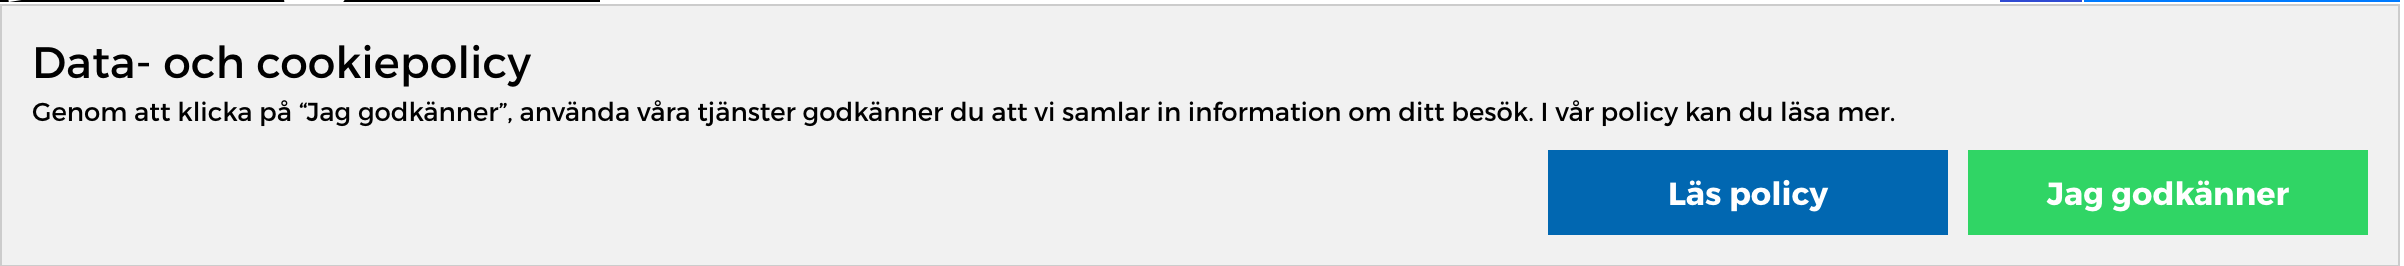 Data- och cookiepolicy
Genom att klicka på “Jag godkänner”, använda våra tjänster godkänner du att vi samlar in information om ditt besök. I vår policy kan du läsa mer.
Läs policy
Jag godkänner